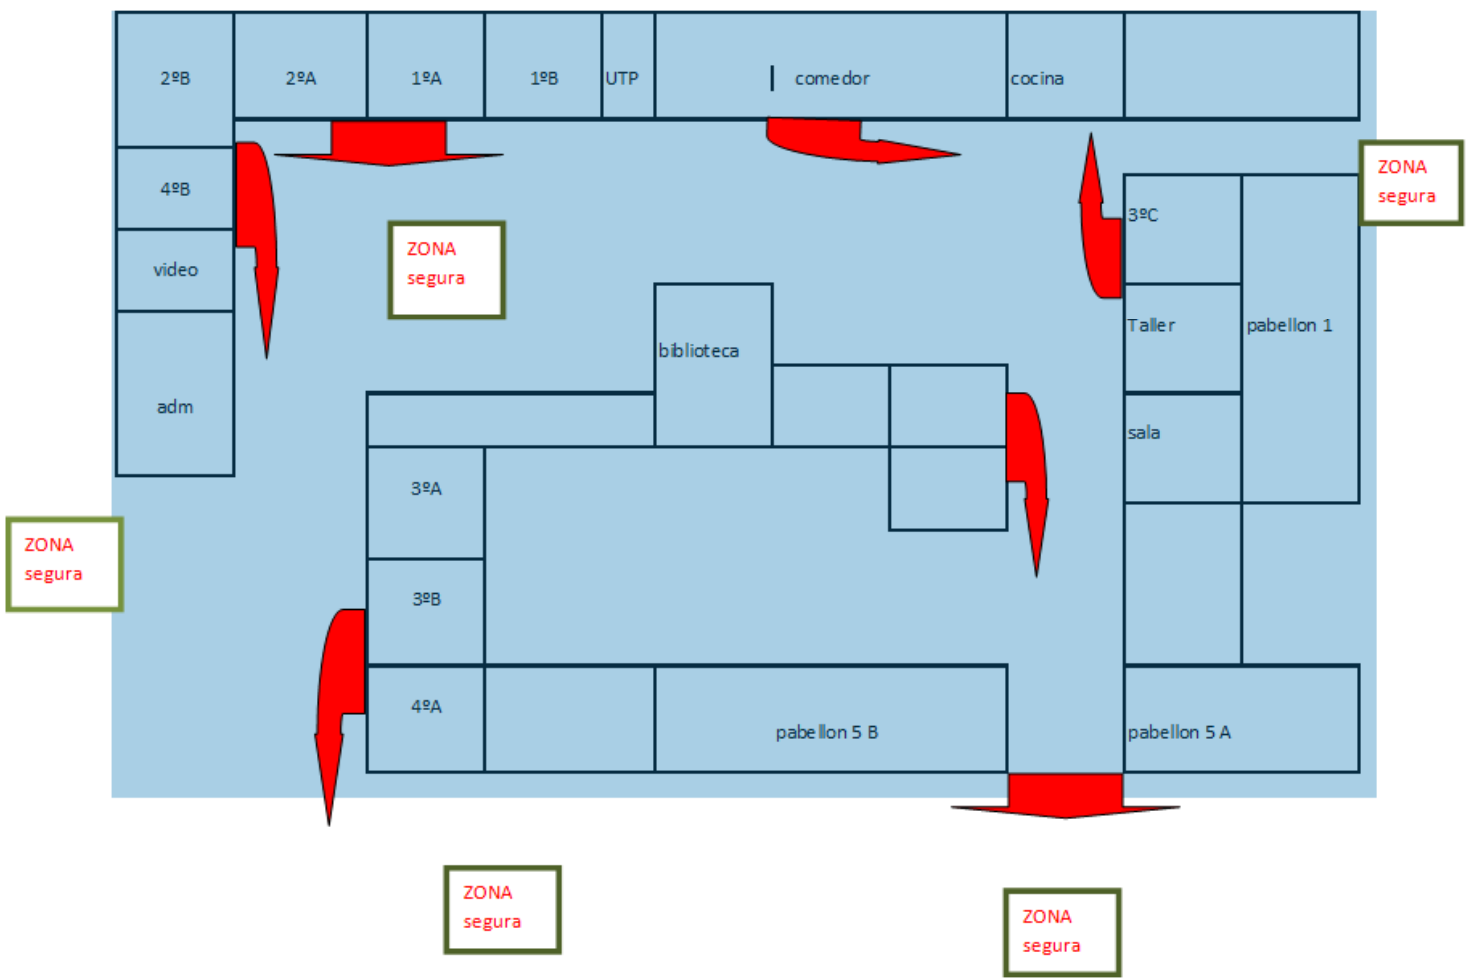 2ºB
2ºA
1ºA
1ºB
UTP
comedor
cocina
ZONA
segura
4ºB
3ºC
ZONA
segura
video
Taller
pabellon 1
biblioteca
adm
sala
3ºA
ZONA
segura
3ºB
4ºA
pabellon 5 B
pabellon 5 A
ZONA
segura
ZONA
segura